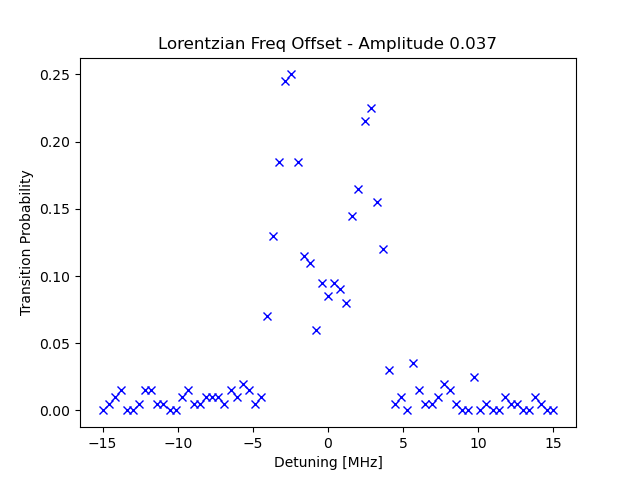 Lorentzian Freq Offset - Amplitude 0.037
0.25
0.20
0.15
0.10
0.05
0.00
Transition Probability
−15 −10 −5 0 5 10 15
Detuning [MHz]